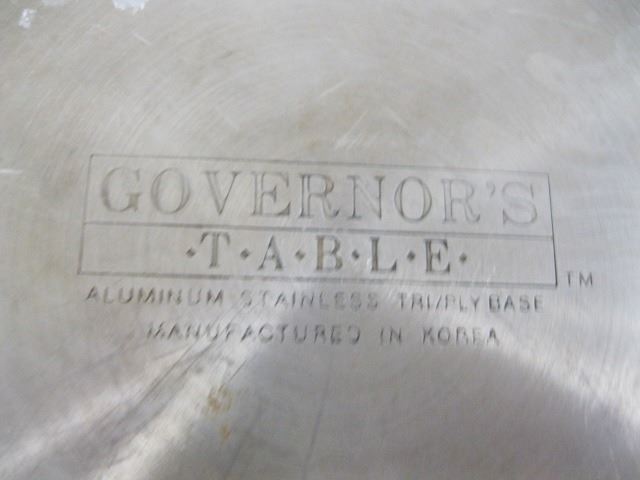 GOVERNOR'S
·T·A·B·L·E·
TM
ALUMINUM STAINLESS TRI/PLY BASE
MANUFACTURED IN KOREA